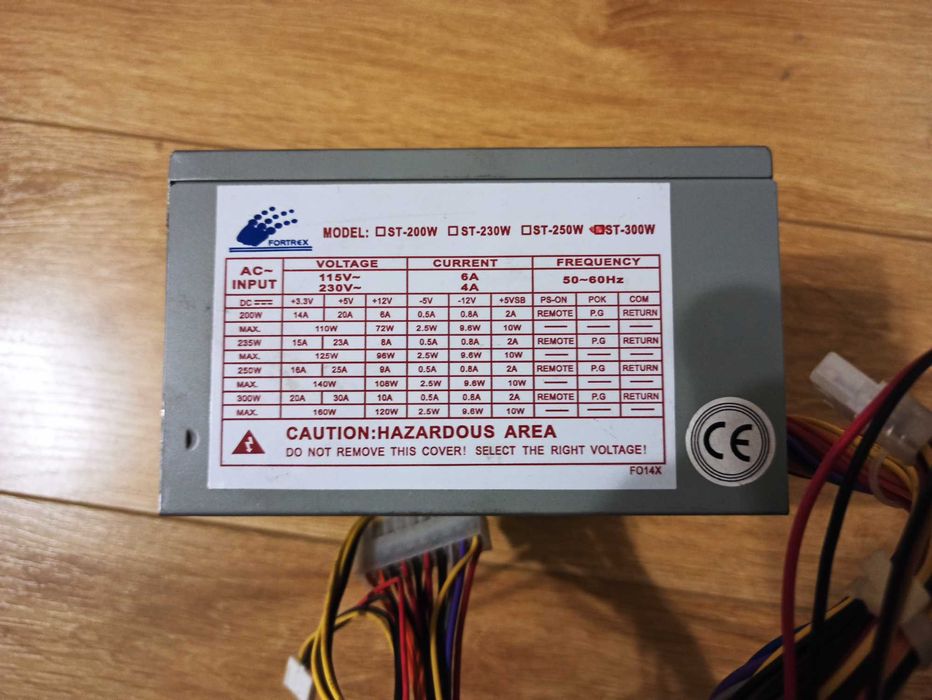 FORTREX
MODEL: ST-200W ST-230W ST-250W ST-300W
AC~ INPUT VOLTAGE CURRENT FREQUENCY
115V~ 6A 50~60Hz
230V~ 4A
DC +3.3V +5V +12V -5V -12V +5VSB PS-ON POK COM
200W 14A 20A 6A 0.5A 0.8A 2A REMOTE P.G RETURN
MAX. 110W 72W 2.5W 9.6W 10W
235W 15A 23A 8A 0.5A 0.8A 2A REMOTE P.G RETURN
MAX. 125W 96W 2.5W 9.6W 10W
250W 16A 25A 9A 0.5A 0.8A 2A REMOTE P.G RETURN
MAX. 140W 108W 2.5W 9.6W 10W
300W 20A 30A 10A 0.5A 0.8A 2A REMOTE P.G RETURN
MAX. 160W 120W 2.5W 9.6W 10W
CAUTION:HAZARDOUS AREA
DO NOT REMOVE THIS COVER! SELECT THE RIGHT VOLTAGE!
FO14X
CE